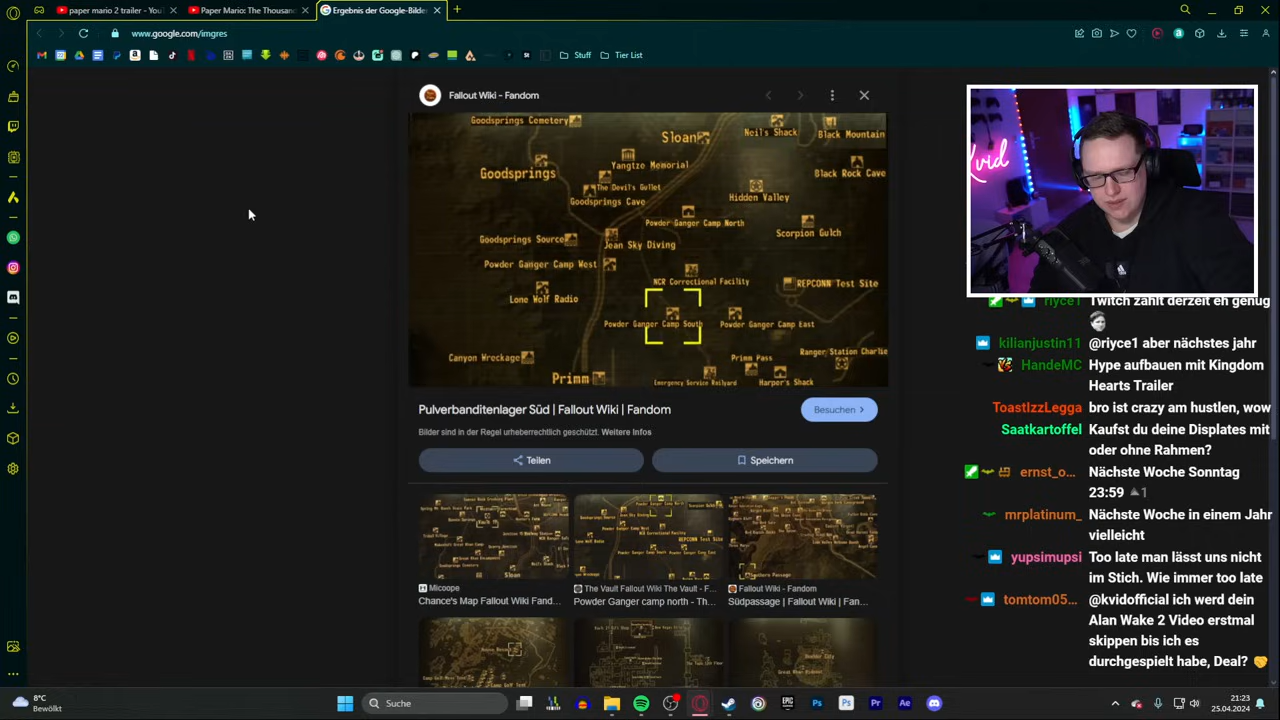 paper mario 2 trailer - You
Paper Mario: The Thousan
Ergebnis der Google-Bilde
www.google.com/imgres
Stuff
Tier List
Fallout Wiki - Fandom
Goodsprings Cemetery
Sloan
Neil's Shack
Black Mountain
Yangtze Memorial
Goodsprings
Black Rock Cave
The Devil's Gullet
Goodsprings Cave
Hidden Valley
Powder Ganger Camp North
Scorpion Gulch
Goodsprings Source
Jean Sky Diving
Powder Ganger Camp West
NCR Correctional Facility
REPCONN Test Site
Lone Wolf Radio
Powder Ganger Camp South
Powder Ganger Camp East
Canyon Wreckage
Primm Pass
Ranger Station Charlie
Primm
Emergency Service Railyard
Harper's Shack
Pulverbanditenlager Süd | Fallout Wiki | Fandom
Besuchen
Bilder sind in der Regel urheberrechtlich geschützt. Weitere Infos
Teilen
Speichern
Micoope
Chance's Map Fallout Wiki Fand...
The Vault Fallout Wiki The Vault - F...
Powder Ganger camp north - Th...
Fallout Wiki - Fandom
Südpassage | Fallout Wiki | Fan...
Kvid
riyce1 Twitch zählt derzeit eh genug
kilianjustin11 @riyce1 aber nächstes jahr
HandeMC Hype aufbauen mit Kingdom
Hearts Trailer
ToastIzzLegga bro ist crazy am hustlen, wow
Saatkartoffel Kaufst du deine Displates mit
oder ohne Rahmen?
ernst_o... Nächste Woche Sonntag
23:59 1
mrplatinum_ Nächste Woche in einem Jahr
vielleicht
yupsimupsi Too late man lässt uns nicht
im Stich. Wie immer too late
tomtom05... @kvidofficial ich werd dein
Alan Wake 2 Video erstmal
skippen bis ich es
durchgespielt habe, Deal?
8°C
Bewölkt
Suche
21:23
25.04.2024